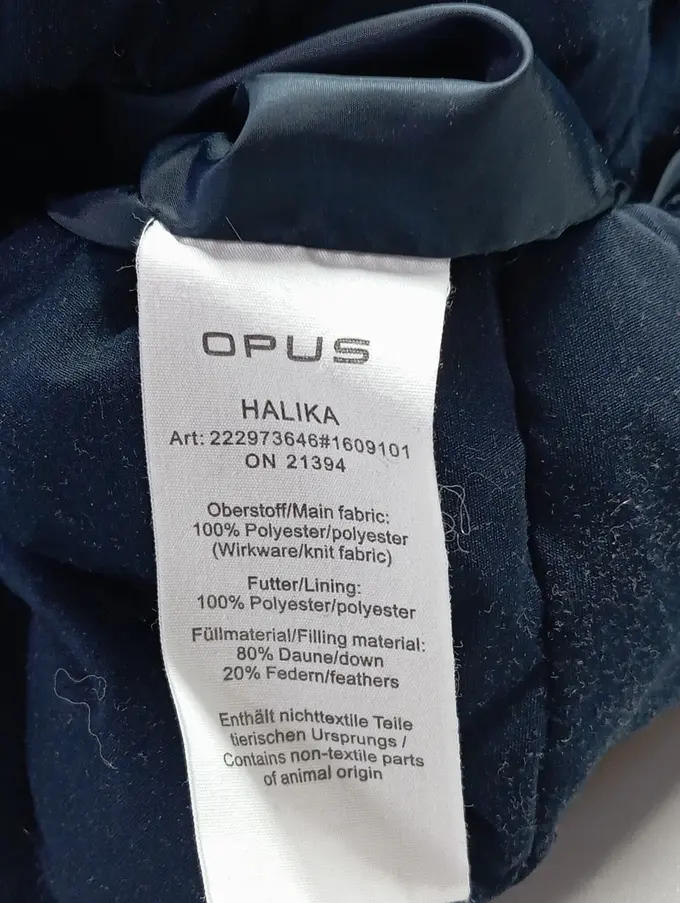 OPUS
HALIKA
Art: 222973646#1609101
ON 21394
Oberstoff/Main fabric:
100% Polyester/polyester
(Wirkware/knit fabric)
Futter/Lining:
100% Polyester/polyester
Füllmaterial/Filling material:
80% Daune/down
20% Federn/feathers
Enthält nichttextile Teile
tierischen Ursprungs /
Contains non-textile parts
of animal origin